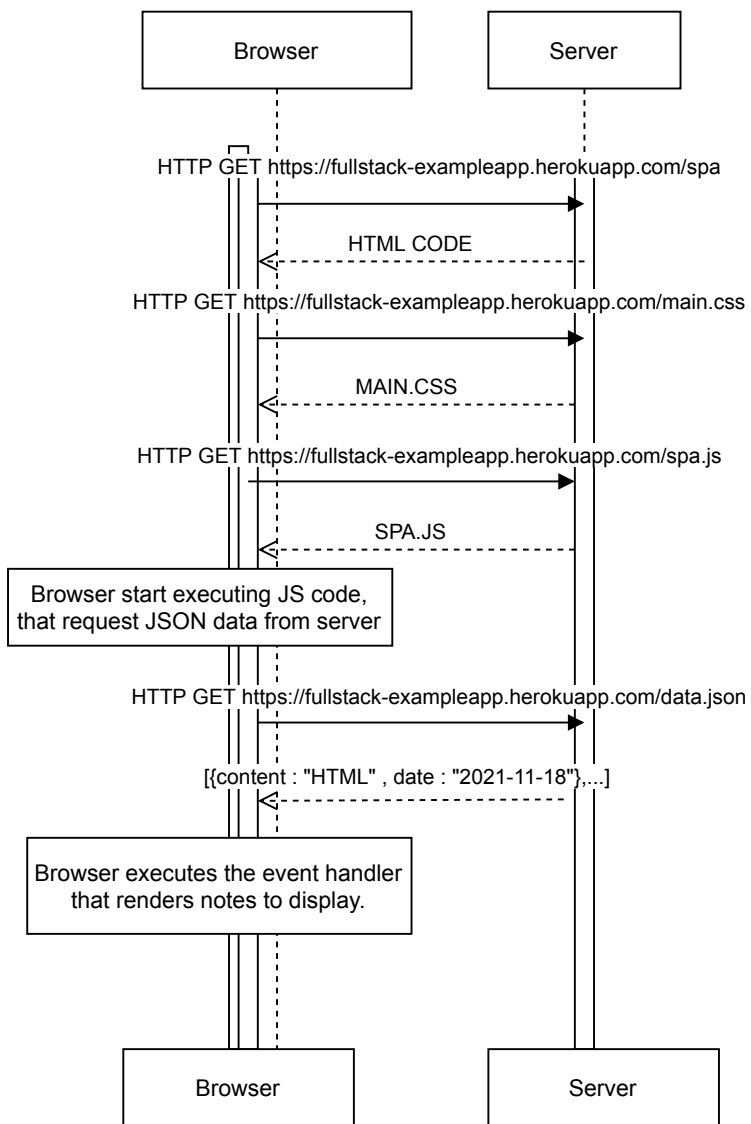 Browser
Server
HTTP GET https://fullstack-exampleapp.herokuapp.com/spa
HTML CODE
HTTP GET https://fullstack-exampleapp.herokuapp.com/main.css
MAIN.CSS
HTTP GET https://fullstack-exampleapp.herokuapp.com/spa.js
SPA.JS
Browser start executing JS code,
that request JSON data from server
HTTP GET https://fullstack-exampleapp.herokuapp.com/data.json
[{content : "HTML" , date : "2021-11-18"},...]
Browser executes the event handler
that renders notes to display.
Browser
Server